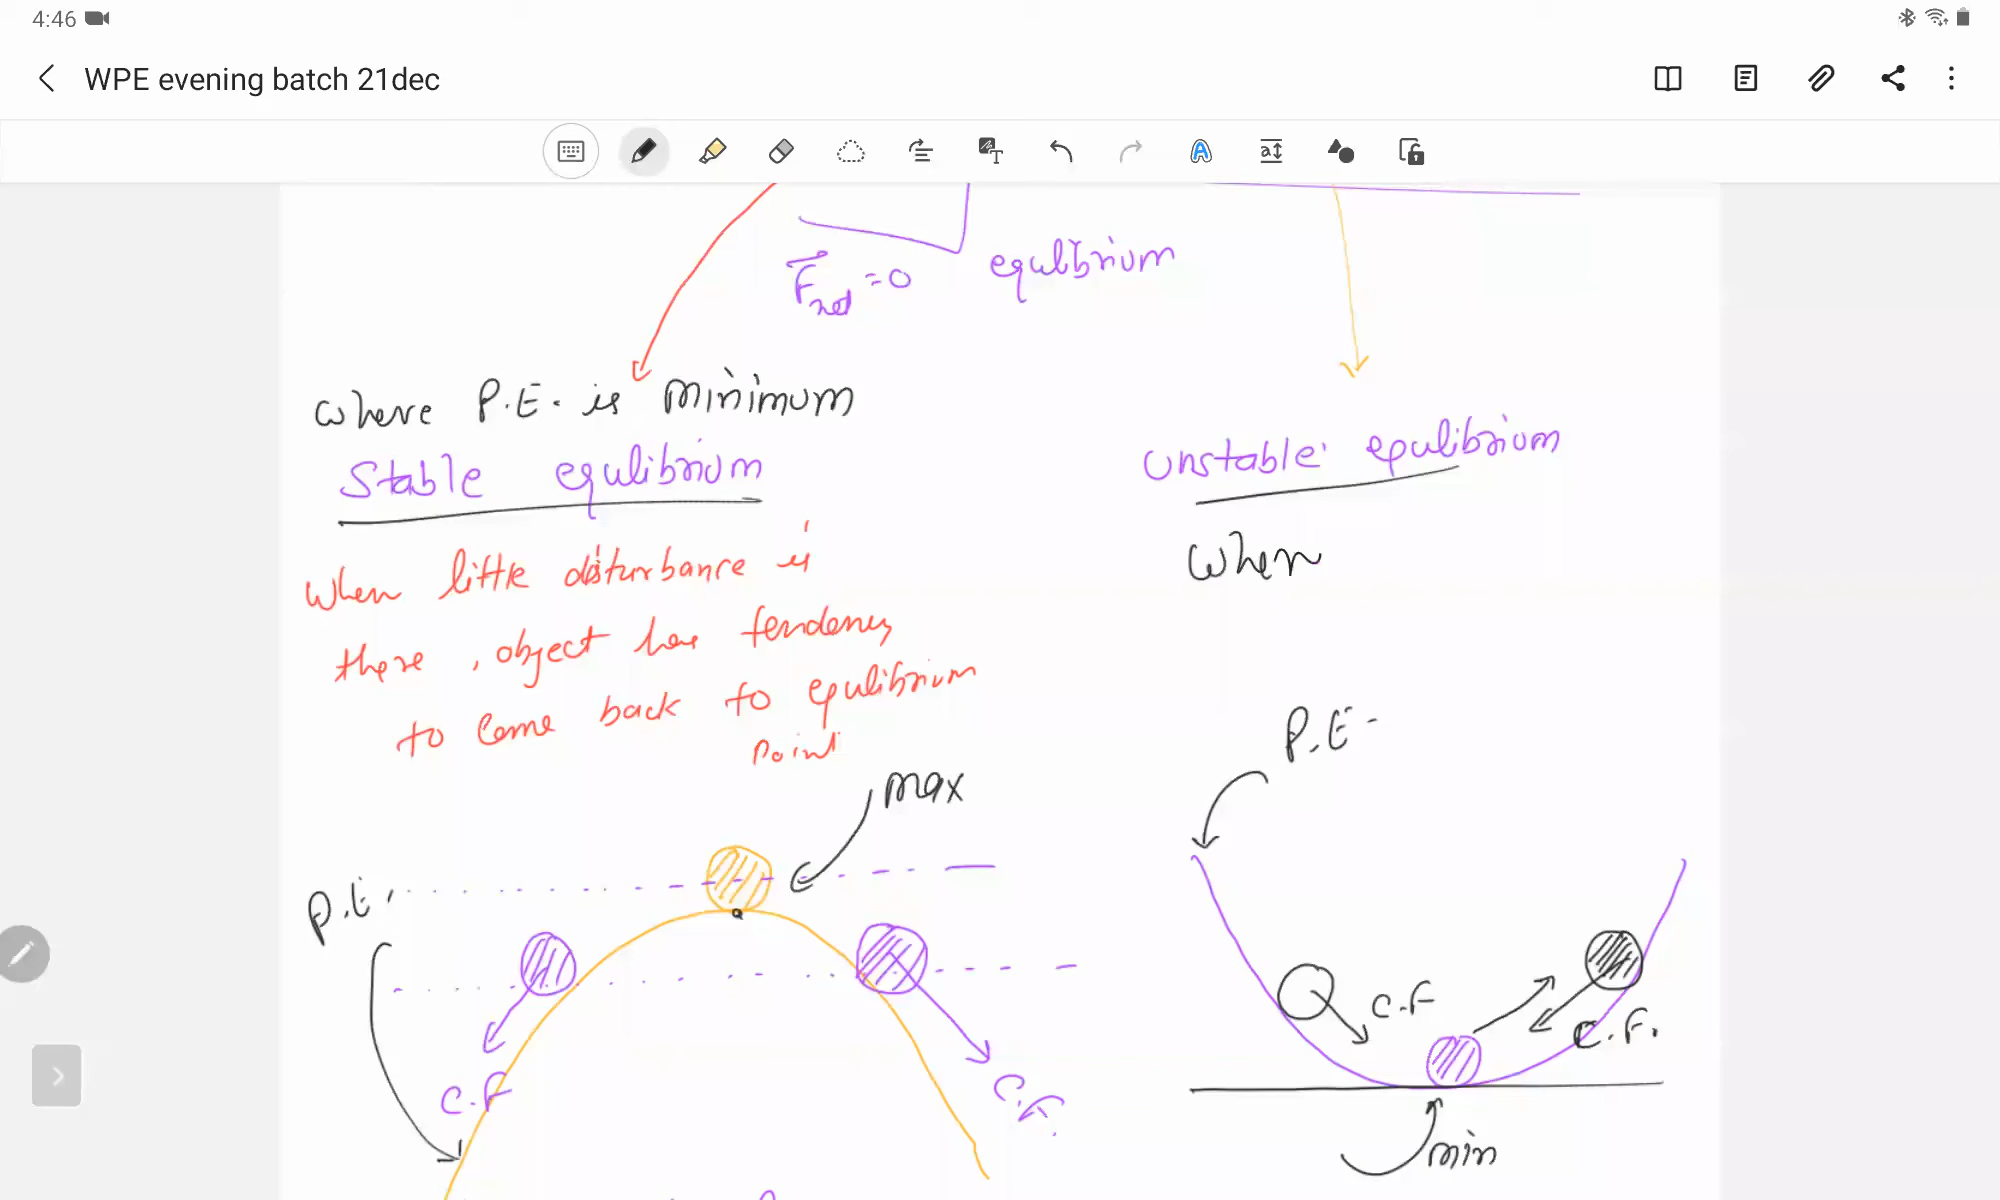 4:46
WPE evening batch 21dec
Fnet = 0 equlibrium
where P.E. is minimum
Stable equlibrium
Unstable equlibrium
When little disturbance is
there, object has tendency
to come back to equlibrium
point
When
P.E.
max
P.E.
C.F
C.F.
C.F
C.F.
min